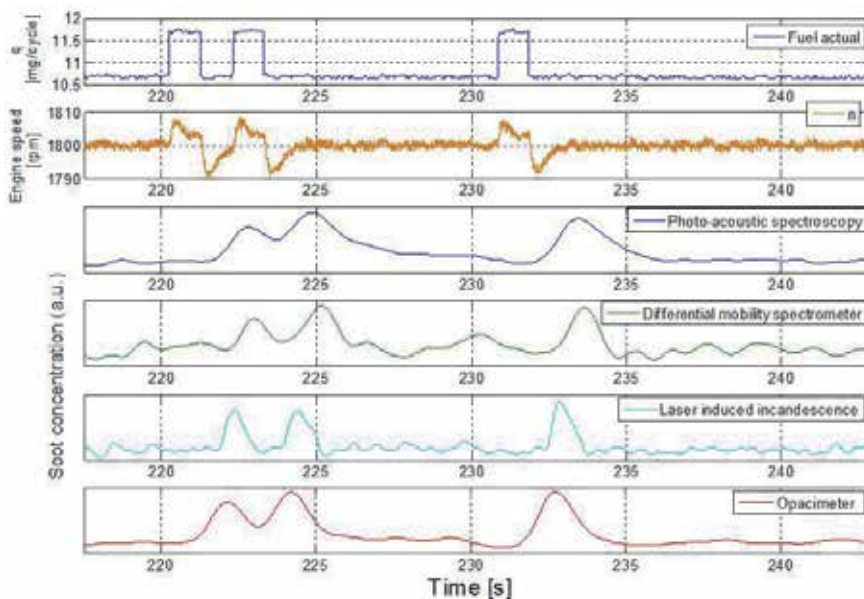 q
[mg/cycle]
12
11.5
11
10.5
Fuel actual
220 225 230 235 240
Engine speed
[rpm]
1810
1800
1790
n
220 225 230 235 240
Soot concentration (a.u.)
Photo-acoustic spectroscopy
220 225 230 235 240
Differential mobility spectrometer
220 225 230 235 240
Laser induced incandescence
220 225 230 235 240
Opacimeter
220 225 230 235 240
Time [s]